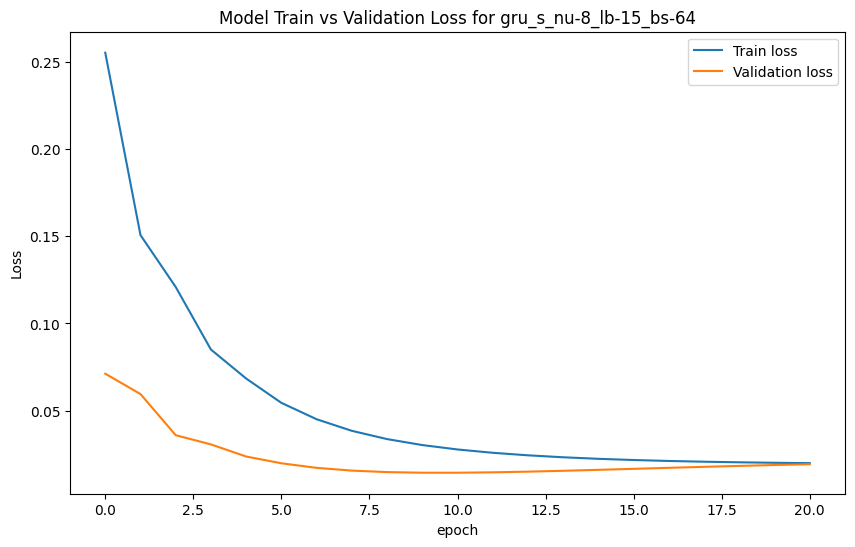 Model Train vs Validation Loss for gru_s_nu-8_lb-15_bs-64
Train loss
Validation loss
0.25
0.20
0.15
0.10
0.05
Loss
0.0 2.5 5.0 7.5 10.0 12.5 15.0 17.5 20.0
epoch